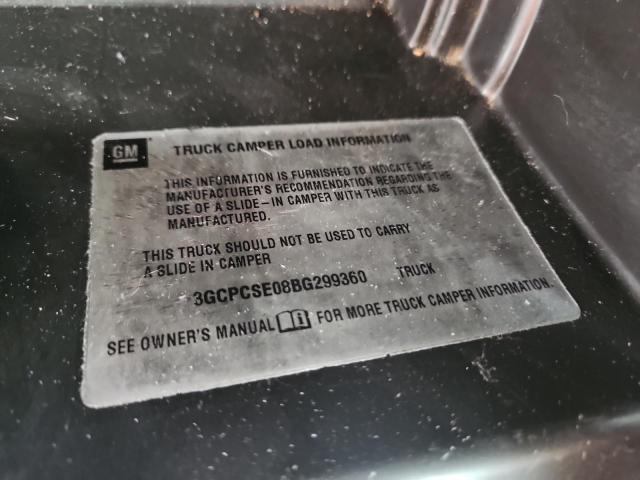 GM TRUCK CAMPER LOAD INFORMATION
THIS INFORMATION IS FURNISHED TO INDICATE THE
MANUFACTURER'S RECOMMENDATION REGARDING THE
USE OF A SLIDE-IN CAMPER WITH THIS TRUCK AS
MANUFACTURED.
THIS TRUCK SHOULD NOT BE USED TO CARRY
A SLIDE IN CAMPER
3GCPCSE08BG299360 TRUCK
SEE OWNER'S MANUAL FOR MORE TRUCK CAMPER INFORMATION.